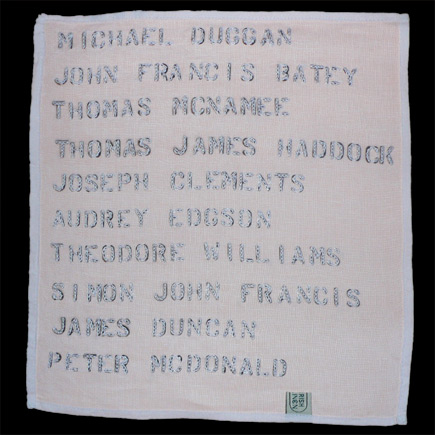 MICHAEL DUGGAN
JOHN FRANCIS BATEY
THOMAS MCNAMEE
THOMAS JAMES HADDOCK
JOSEPH CLEMENTS
AUDREY EDGSON
THEODORE WILLIAMS
SIMON JOHN FRANCIS
JAMES DUNCAN
PETER MCDONALD